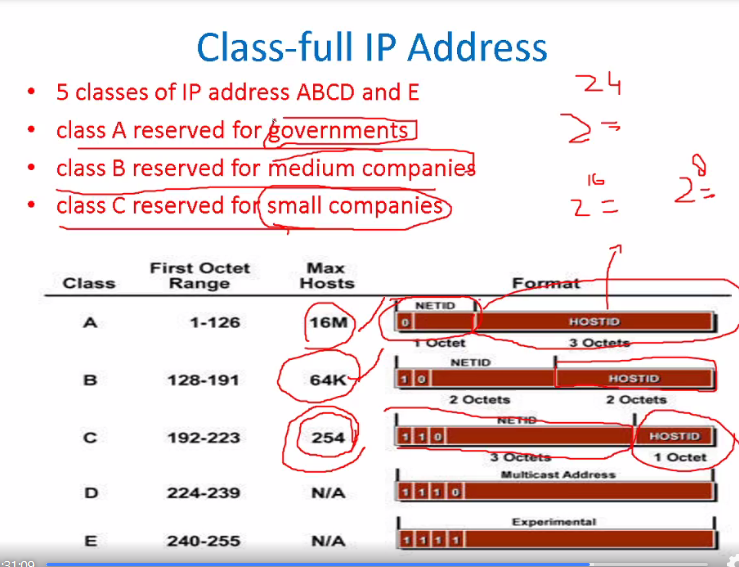 Class-full IP Address
• 5 classes of IP address ABCD and E
• class A reserved for governments
• class B reserved for medium companies
• class C reserved for small companies
24
2 =
16
2 =
8
2 =
Class First Octet Range Max Hosts Format
NETID
A 1-126 16M 0 HOSTID
1 Octet 3 Octets
NETID
B 128-191 64K 1 0 HOSTID
2 Octets 2 Octets
NETID
C 192-223 254 1 1 0 HOSTID
3 Octets 1 Octet
Multicast Address
D 224-239 N/A 1 1 1 0
Experimental
E 240-255 N/A 1 1 1 1
:31:09